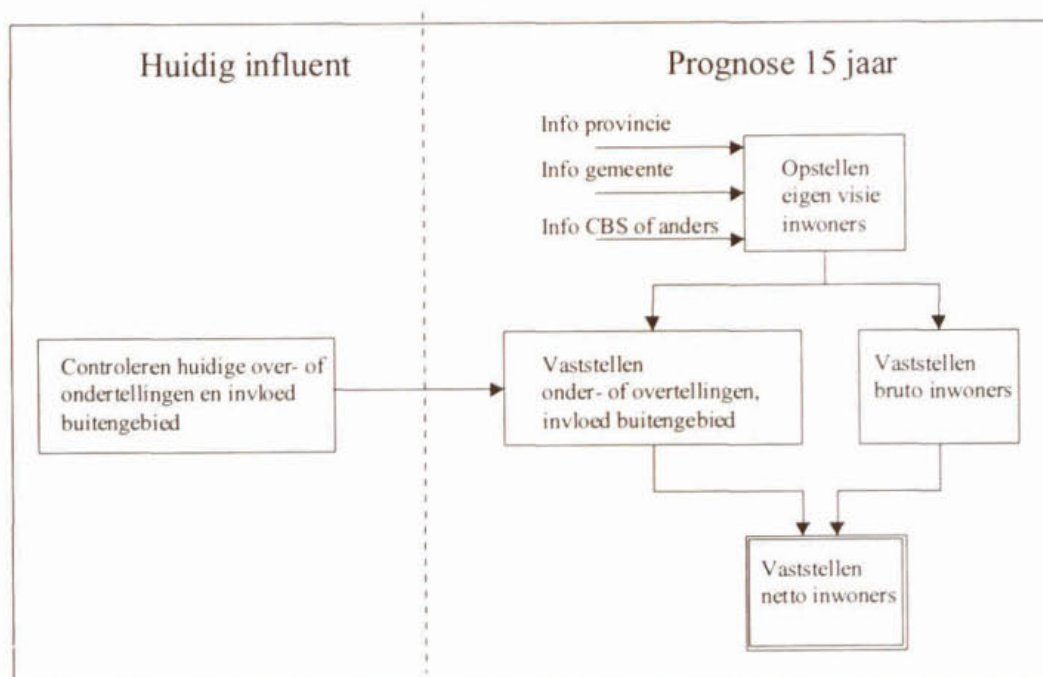 Huidig influent
Prognose 15 jaar
Info provincie
Info gemeente
Info CBS of anders
Opstellen
eigen visie
inwoners
Controleren huidige over- of
ondertellingen en invloed
buitengebied
Vaststellen
onder- of overtellingen,
invloed buitengebied
Vaststellen
bruto inwoners
Vaststellen
netto inwoners